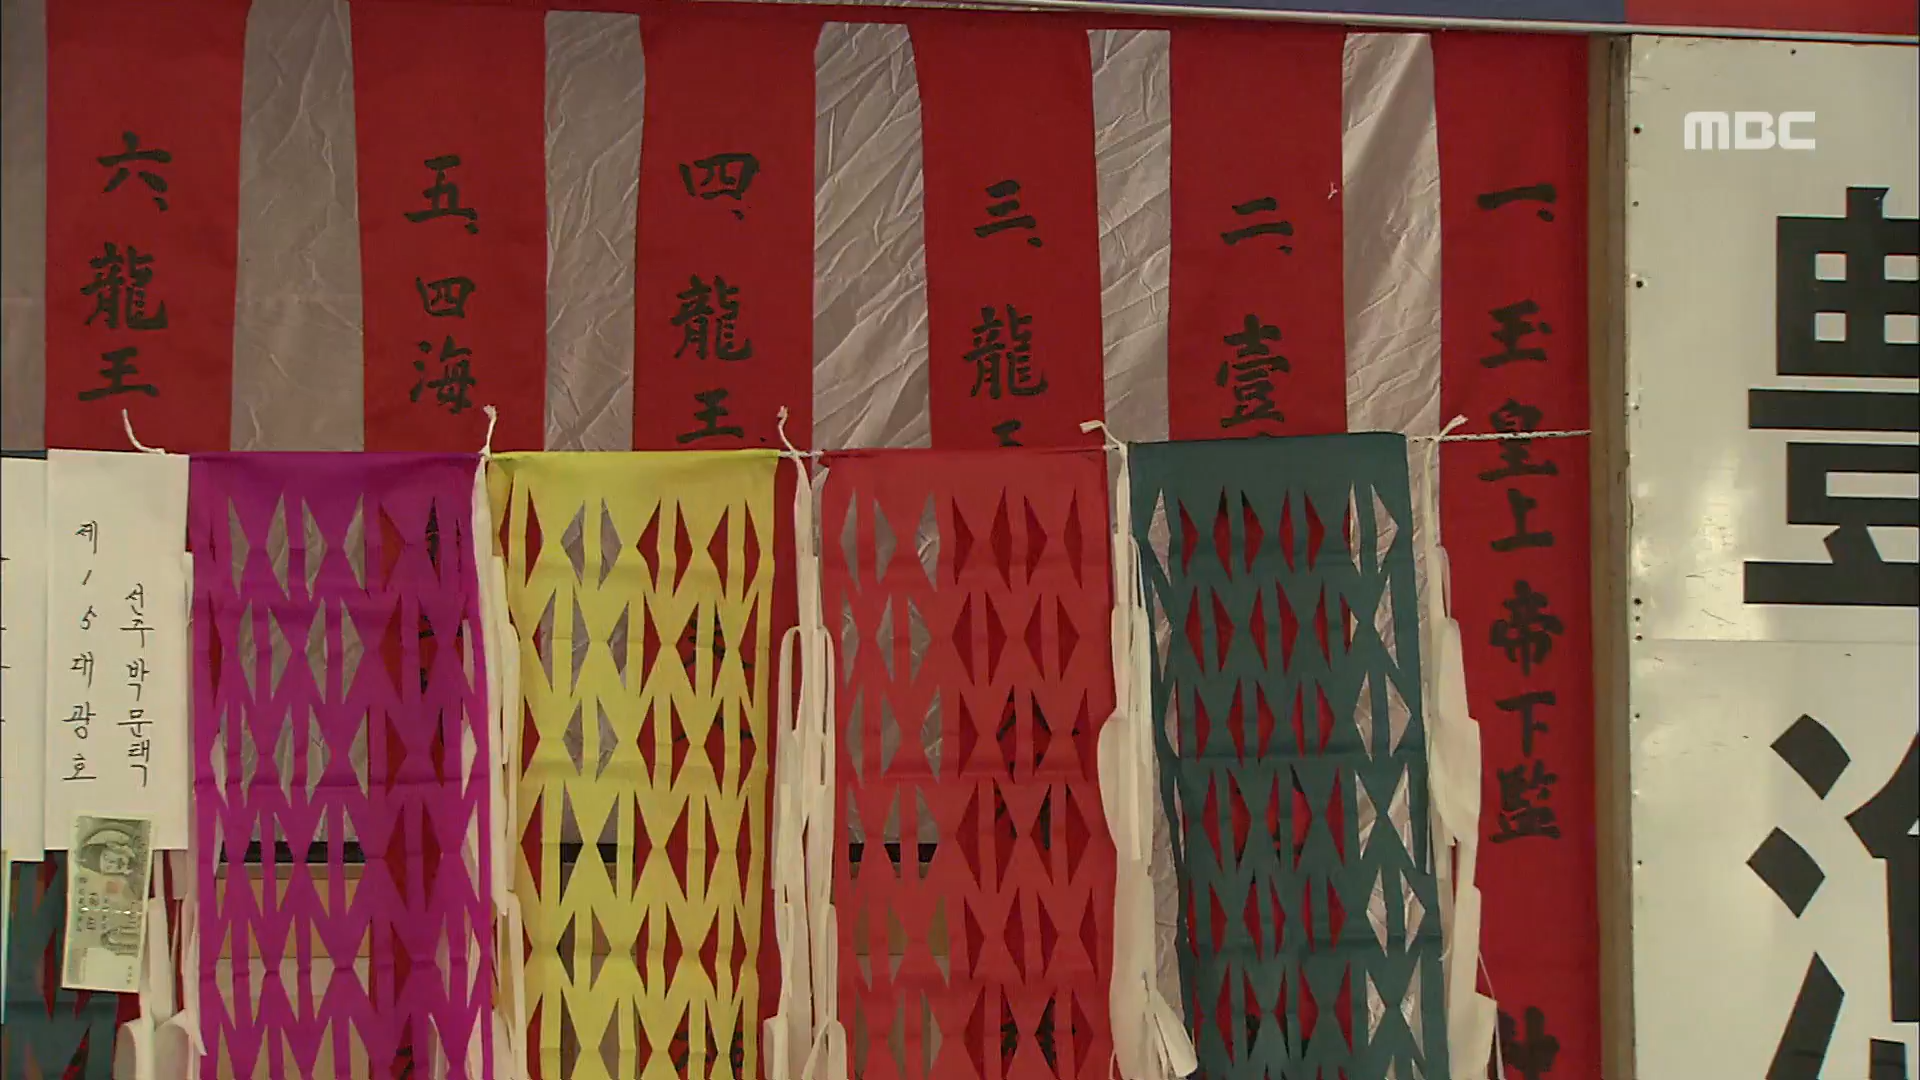 MBC
一、玉皇上帝下監
二、壹
三、龍王
四、龍王
五、四海
六、龍王
제15대광호
선주박문택
豊